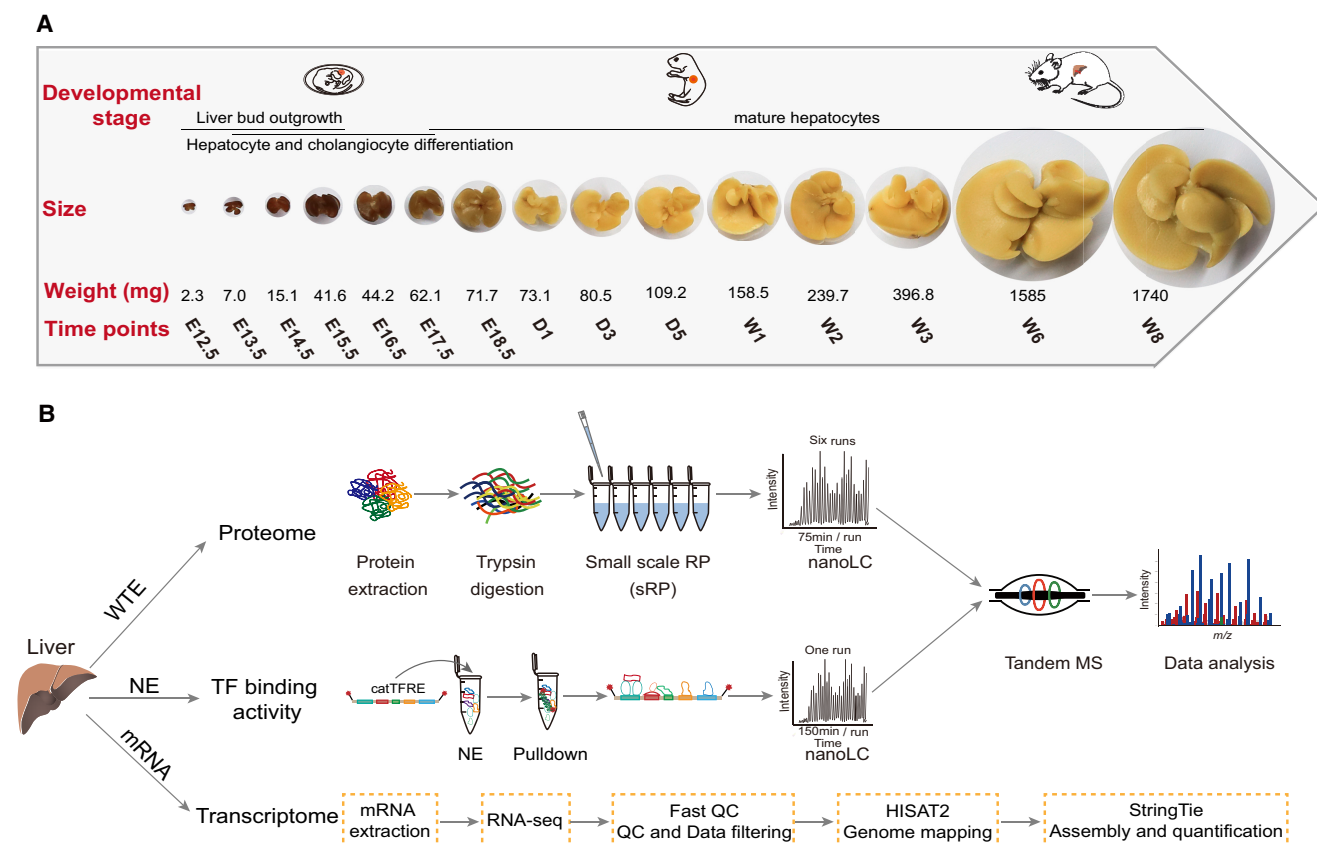 A
Developmental
stage
Liver bud outgrowth
mature hepatocytes
Hepatocyte and cholangiocyte differentiation
Size
Weight (mg) 2.3 7.0 15.1 41.6 44.2 62.1 71.7 73.1 80.5 109.2 158.5 239.7 396.8 1585 1740
Time points E12.5 E13.5 E14.5 E15.5 E16.5 E17.5 E18.5 D1 D3 D5 W1 W2 W3 W6 W8
B
Liver
WTE
NE
mRNA
Proteome
Protein
extraction
Trypsin
digestion
Small scale RP
(sRP)
Six runs
Intensity
75min / run
Time
nanoLC
TF binding
activity
catTFRE
NE
Pulldown
One run
Intensity
150min / run
Time
nanoLC
Tandem MS
Intensity
m/z
Data analysis
Transcriptome
mRNA
extraction
RNA-seq
Fast QC
QC and Data filtering
HISAT2
Genome mapping
StringTie
Assembly and quantification